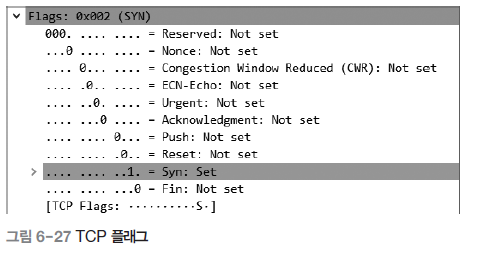 Flags: 0x002 (SYN)
000. .... .... = Reserved: Not set
...0 .... .... = Nonce: Not set
.... 0... .... = Congestion Window Reduced (CWR): Not set
.... .0.. .... = ECN-Echo: Not set
.... ..0. .... = Urgent: Not set
.... ...0 .... = Acknowledgment: Not set
.... .... 0... = Push: Not set
.... .... .0.. = Reset: Not set
.... .... ..1. = Syn: Set
.... .... ...0 = Fin: Not set
[TCP Flags: ··········S·]
그림 6-27 TCP 플래그